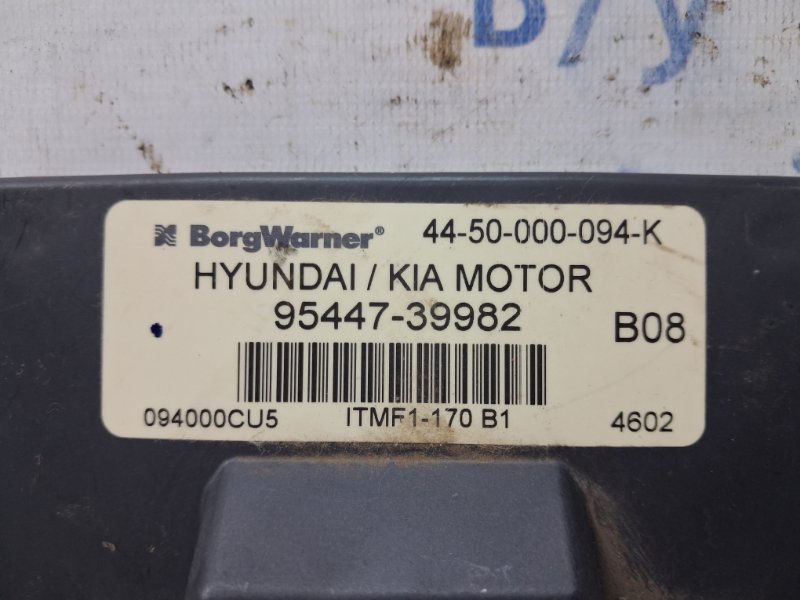 в/у
BorgWarner® 44-50-000-094-K
HYUNDAI / KIA MOTOR
95447-39982
B08
094000CU5 ITMF1-170 B1 4602